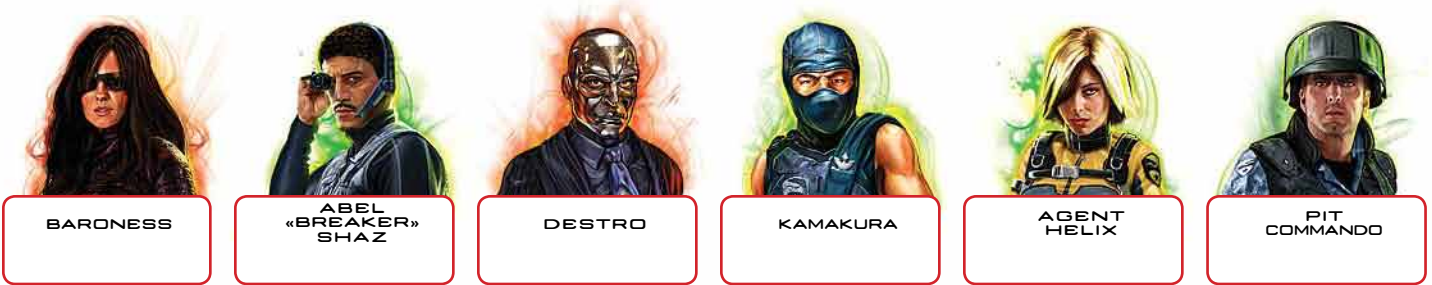 BARONESS
ABEL
«BREAKER»
SHAZ
DESTRO
KAMAKURA
AGENT
HELIX
PIT
COMMANDO